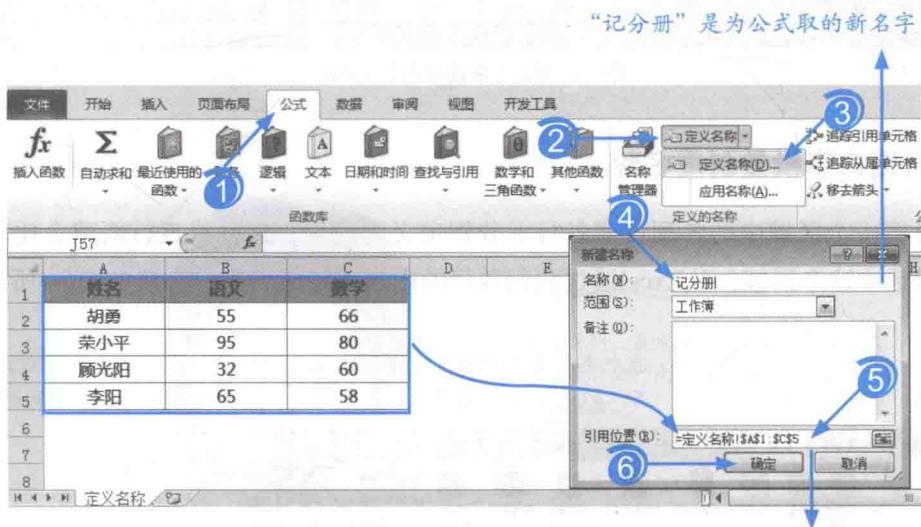 “记分册”是为公式取的新名字
文件 开始 插入 页面布局 公式 数据 审阅 视图 开发工具
③
②
fx Σ A θ 定义名称 追踪引用单元格
插入函数 自动求和 最近使用的函数 逻辑 文本 日期和时间 查找与引用 数学和三角函数 其他函数 名称管理器 定义名称(D)... 追踪从属单元格
① 应用名称(A)... 移去箭头
函数库 定义的名称
④
J57 fx 新建名称
A B C D E H
1 姓名 语文 数学
2 胡勇 55 66
3 荣小平 95 80
4 顾光阳 32 60
5 李阳 65 58
6
7
8
名称(N): 记分册
范围(S): 工作簿
备注(O):
⑤
引用位置(R): =定义名称!$A$1:$C$5
⑥ 确定 取消
定义名称